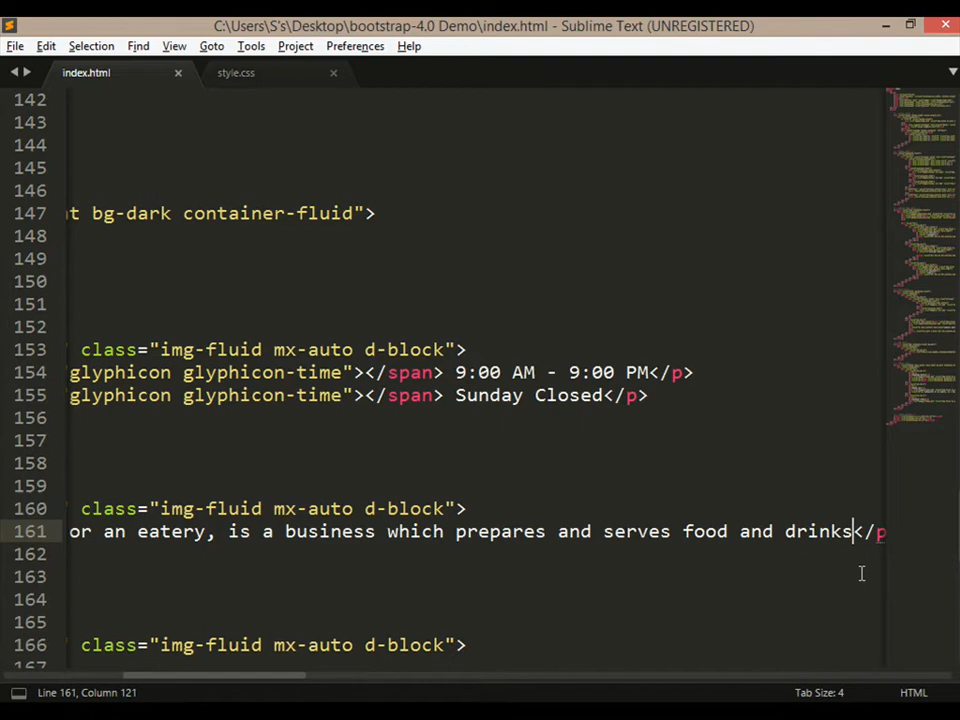 C:\Users\S's\Desktop\bootstrap-4.0 Demo\index.html - Sublime Text (UNREGISTERED)
File Edit Selection Find View Goto Tools Project Preferences Help
index.html style.css
142
143
144
145
146
147 t bg-dark container-fluid">
148
149
150
151
152
153 class="img-fluid mx-auto d-block">
154 "glyphicon glyphicon-time"></span> 9:00 AM - 9:00 PM</p>
155 "glyphicon glyphicon-time"></span> Sunday Closed</p>
156
157
158
159
160 class="img-fluid mx-auto d-block">
161 or an eatery, is a business which prepares and serves food and drinks</p
162
163
164
165
166 class="img-fluid mx-auto d-block">
167
Line 161, Column 121 Tab Size: 4 HTML